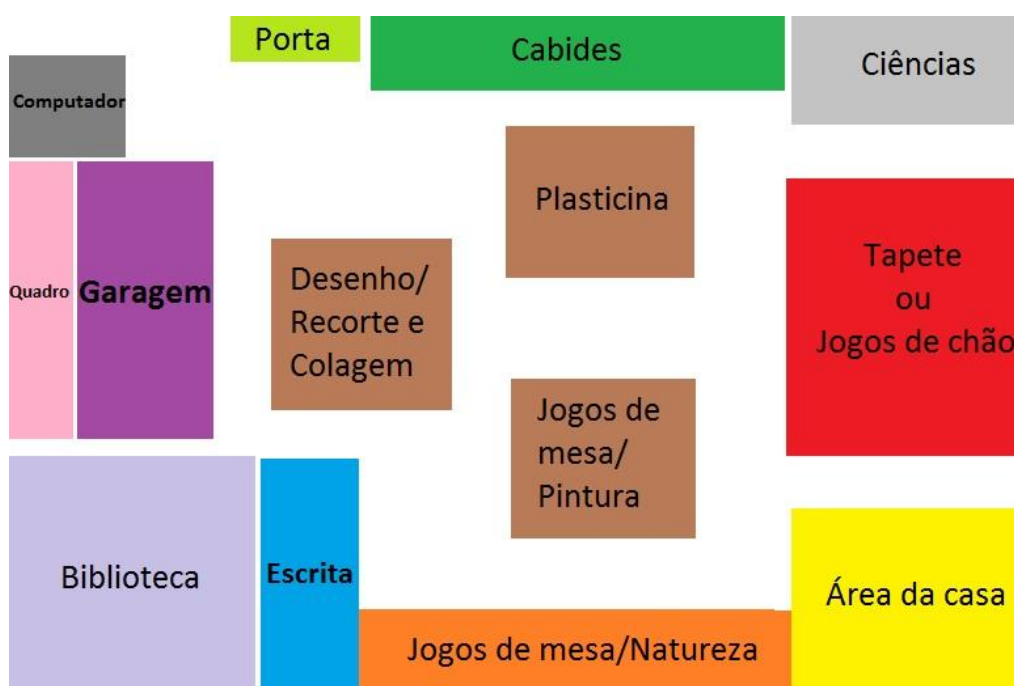 Porta
Cabides
Ciências
Computador
Plasticina
Quadro
Garagem
Desenho/
Recorte e
Colagem
Tapete
ou
Jogos de chão
Jogos de
mesa/
Pintura
Biblioteca
Escrita
Área da casa
Jogos de mesa/Natureza